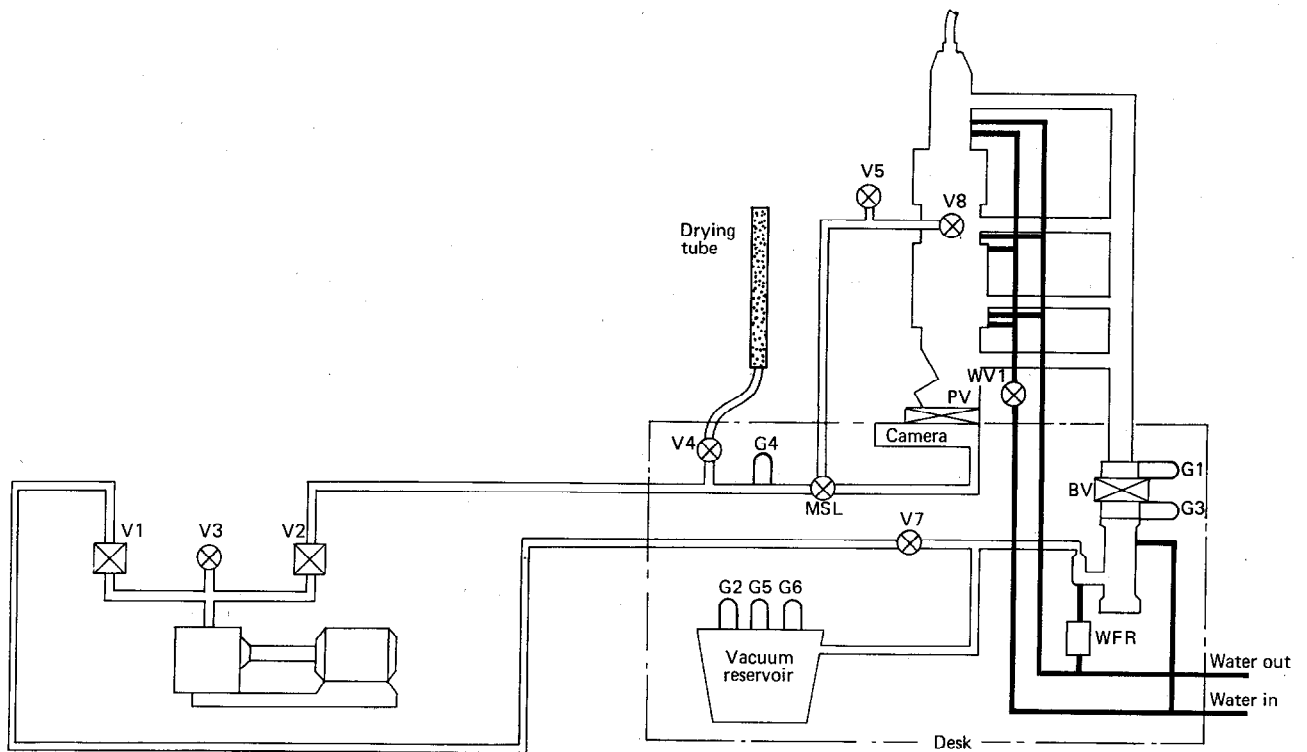 V5
V8
Drying
tube
WV1
PV
V4
G4
Camera
G1
BV
MSL
G3
V1
V3
V2
V7
G2
G5
G6
WFR
Vacuum
reservoir
Water out
Water in
Desk